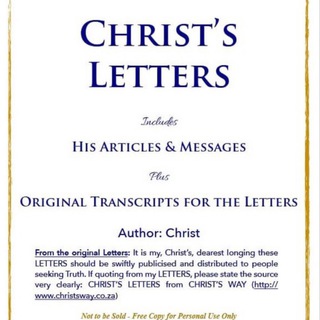 CHRIST'S
LETTERS
Includes
HIS ARTICLES & MESSAGES
Plus
ORIGINAL TRANSCRIPTS FOR THE LETTERS
Author: Christ
From the original Letters: It is my, Christ's, dearest longing these
LETTERS should be swiftly publicised and distributed to people
seeking Truth. If quoting from my LETTERS, please state the source
very clearly: CHRIST'S LETTERS from CHRIST'S WAY (http://
www.christsway.co.za)
Not to be Sold - Free Copy for Personal Use Only